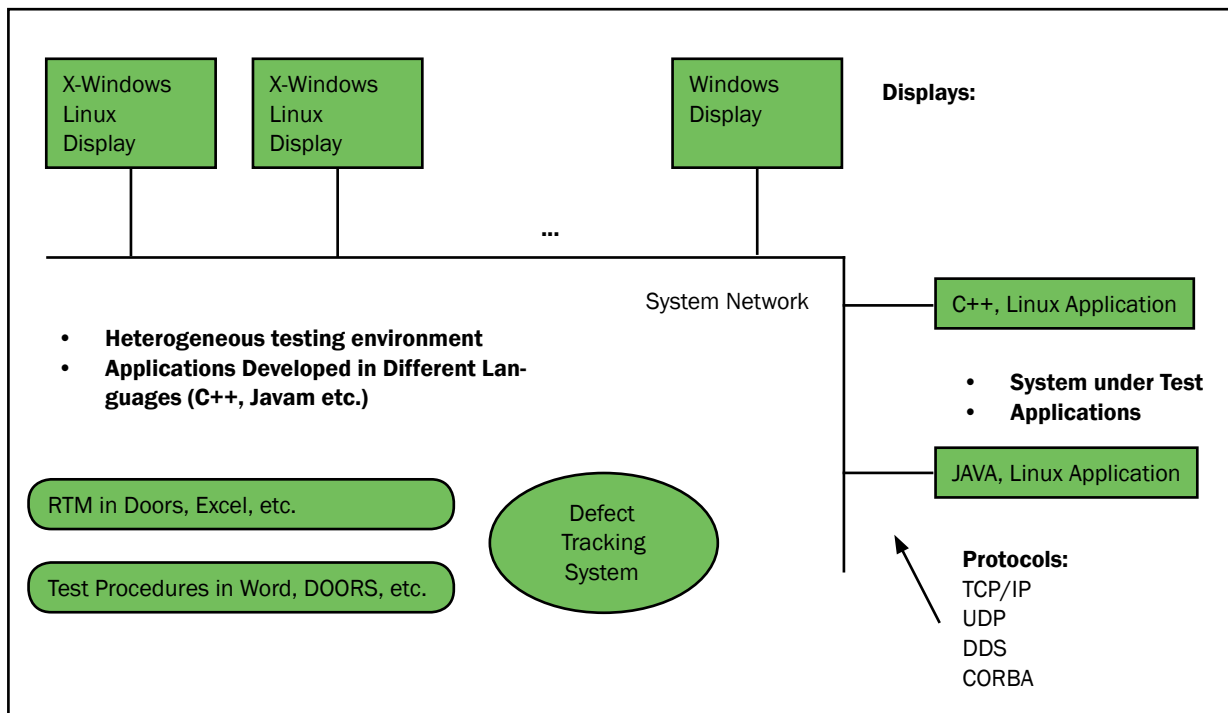 X-Windows
Linux
Display
X-Windows
Linux
Display
Windows
Display
Displays:
...
System Network
C++, Linux Application
• Heterogeneous testing environment
• Applications Developed in Different Lan-
guages (C++, Javam etc.)
• System under Test
• Applications
JAVA, Linux Application
RTM in Doors, Excel, etc.
Defect
Tracking
System
Test Procedures in Word, DOORS, etc.
Protocols:
TCP/IP
UDP
DDS
CORBA